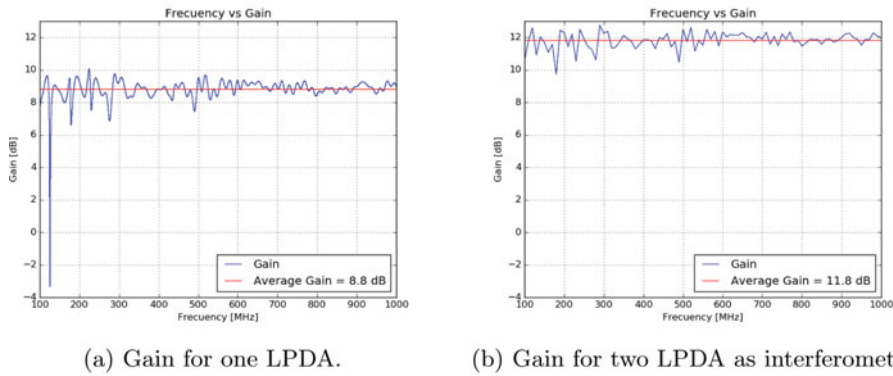 Frecuency vs Gain
12
10
8
6
4
2
0
−2
−4
Gain [dB]
Gain
Average Gain = 8.8 dB
100 200 300 400 500 600 700 800 900 1000
Frecuency [MHz]
(a) Gain for one LPDA.
Frecuency vs Gain
12
10
8
6
4
2
0
−2
−4
Gain [dB]
Gain
Average Gain = 11.8 dB
100 200 300 400 500 600 700 800 900 1000
Frecuency [MHz]
(b) Gain for two LPDA as interferomet